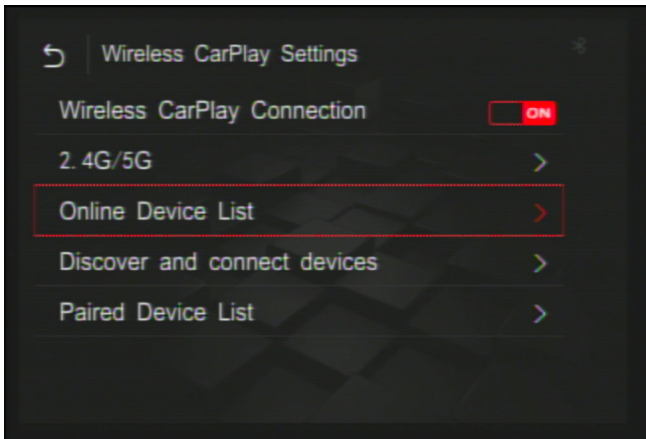 Wireless CarPlay Settings
Wireless CarPlay Connection ON
2.4G/5G
Online Device List
Discover and connect devices
Paired Device List